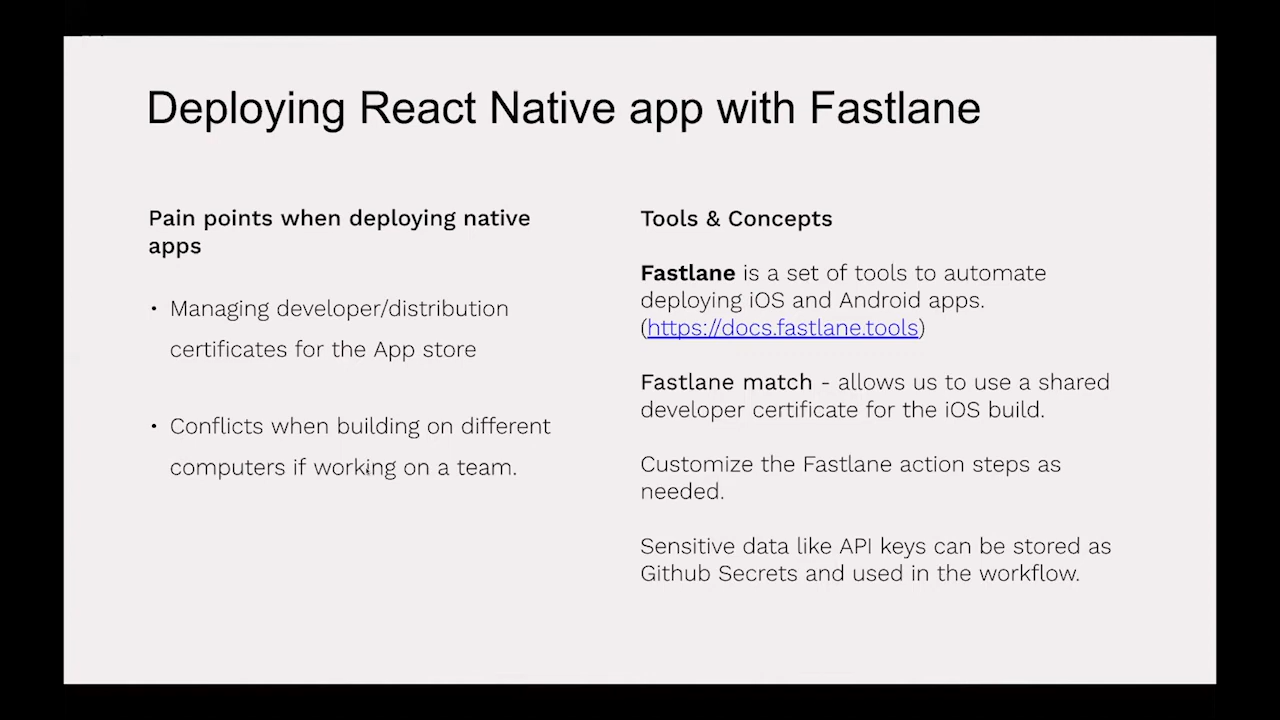 Deploying React Native app with Fastlane
Pain points when deploying native
apps
• Managing developer/distribution
certificates for the App store
• Conflicts when building on different
computers if working on a team.
Tools & Concepts
Fastlane is a set of tools to automate
deploying iOS and Android apps.
(https://docs.fastlane.tools)
Fastlane match - allows us to use a shared
developer certificate for the iOS build.
Customize the Fastlane action steps as
needed.
Sensitive data like API keys can be stored as
Github Secrets and used in the workflow.